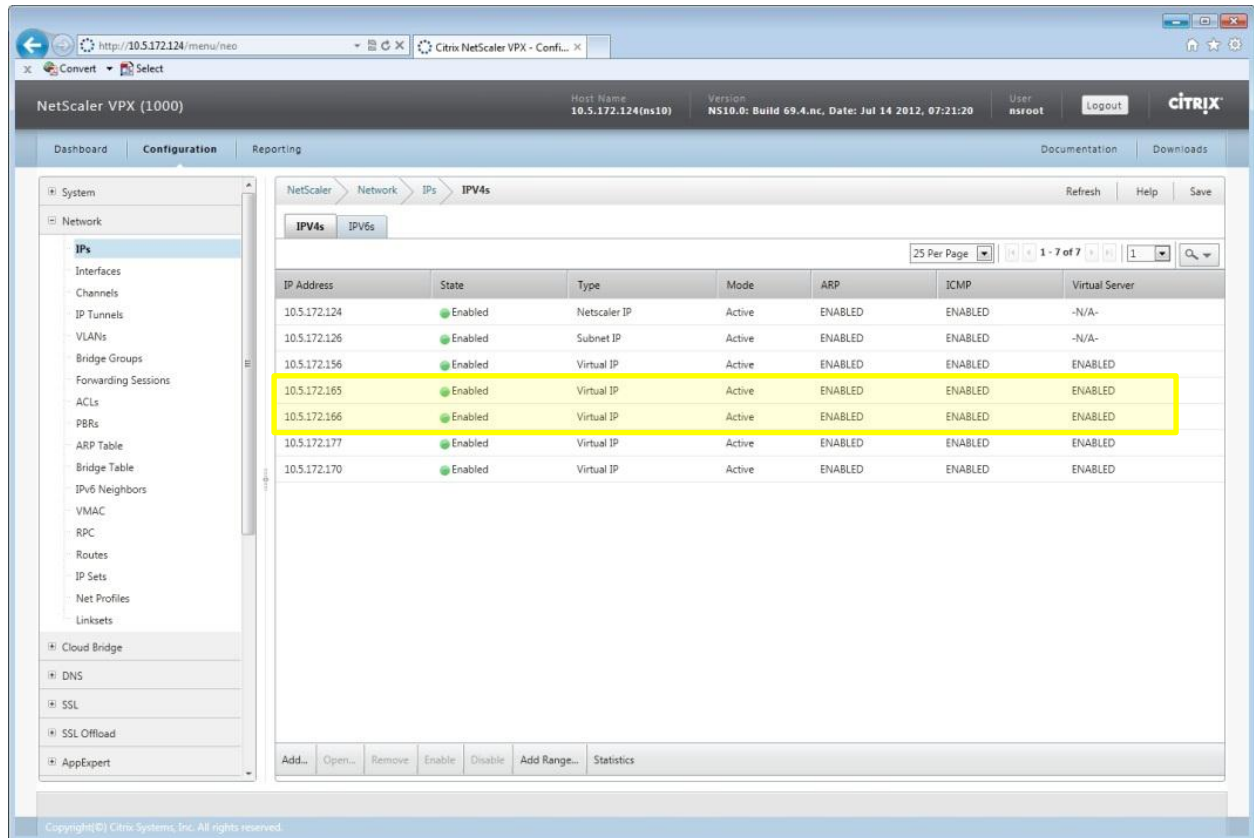 http://10.5.172.124/menu/neo
Citrix NetScaler VPX - Confi...
x Convert Select
NetScaler VPX (1000)
Host Name
10.5.172.124(ns10)
Version
NS10.0: Build 69.4.nc, Date: Jul 14 2012, 07:21:20
User
nsroot
Logout
CITRIX
Dashboard Configuration Reporting Documentation Downloads
System
Network
IPs
Interfaces
Channels
IP Tunnels
VLANs
Bridge Groups
Forwarding Sessions
ACLs
PBRs
ARP Table
Bridge Table
IPv6 Neighbors
VMAC
RPC
Routes
IP Sets
Net Profiles
Linksets
Cloud Bridge
DNS
SSL
SSL Offload
AppExpert
NetScaler Network IPs IPV4s Refresh Help Save
IPV4s IPV6s
25 Per Page 1 - 7 of 7 1
IP Address State Type Mode ARP ICMP Virtual Server
10.5.172.124 Enabled Netscaler IP Active ENABLED ENABLED -N/A-
10.5.172.126 Enabled Subnet IP Active ENABLED ENABLED -N/A-
10.5.172.156 Enabled Virtual IP Active ENABLED ENABLED ENABLED
10.5.172.165 Enabled Virtual IP Active ENABLED ENABLED ENABLED
10.5.172.166 Enabled Virtual IP Active ENABLED ENABLED ENABLED
10.5.172.177 Enabled Virtual IP Active ENABLED ENABLED ENABLED
10.5.172.170 Enabled Virtual IP Active ENABLED ENABLED ENABLED
Add... Open... Remove Enable Disable Add Range... Statistics
Copyright(©) Citrix Systems, Inc. All rights reserved.